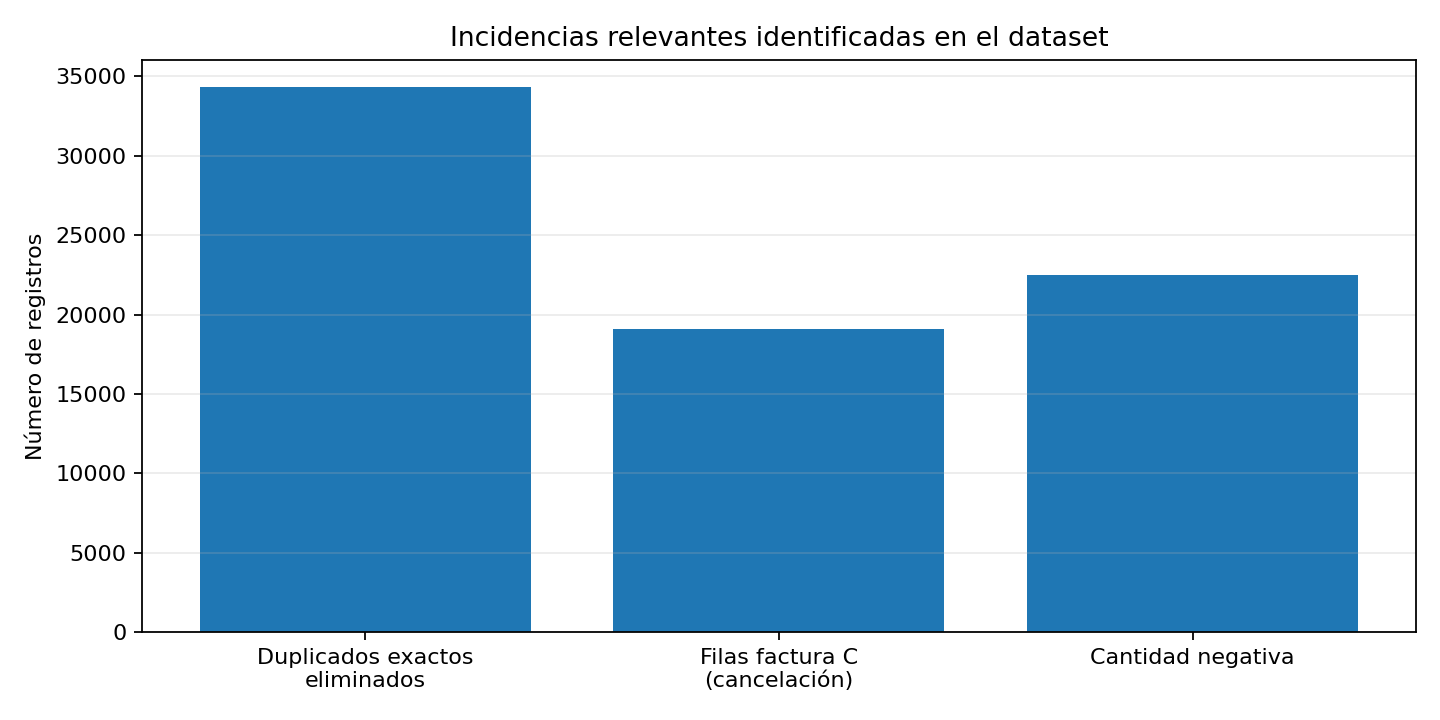 Incidencias relevantes identificadas en el dataset
Número de registros
35000
30000
25000
20000
15000
10000
5000
0
Duplicados exactos
eliminados
Filas factura C
(cancelación)
Cantidad negativa